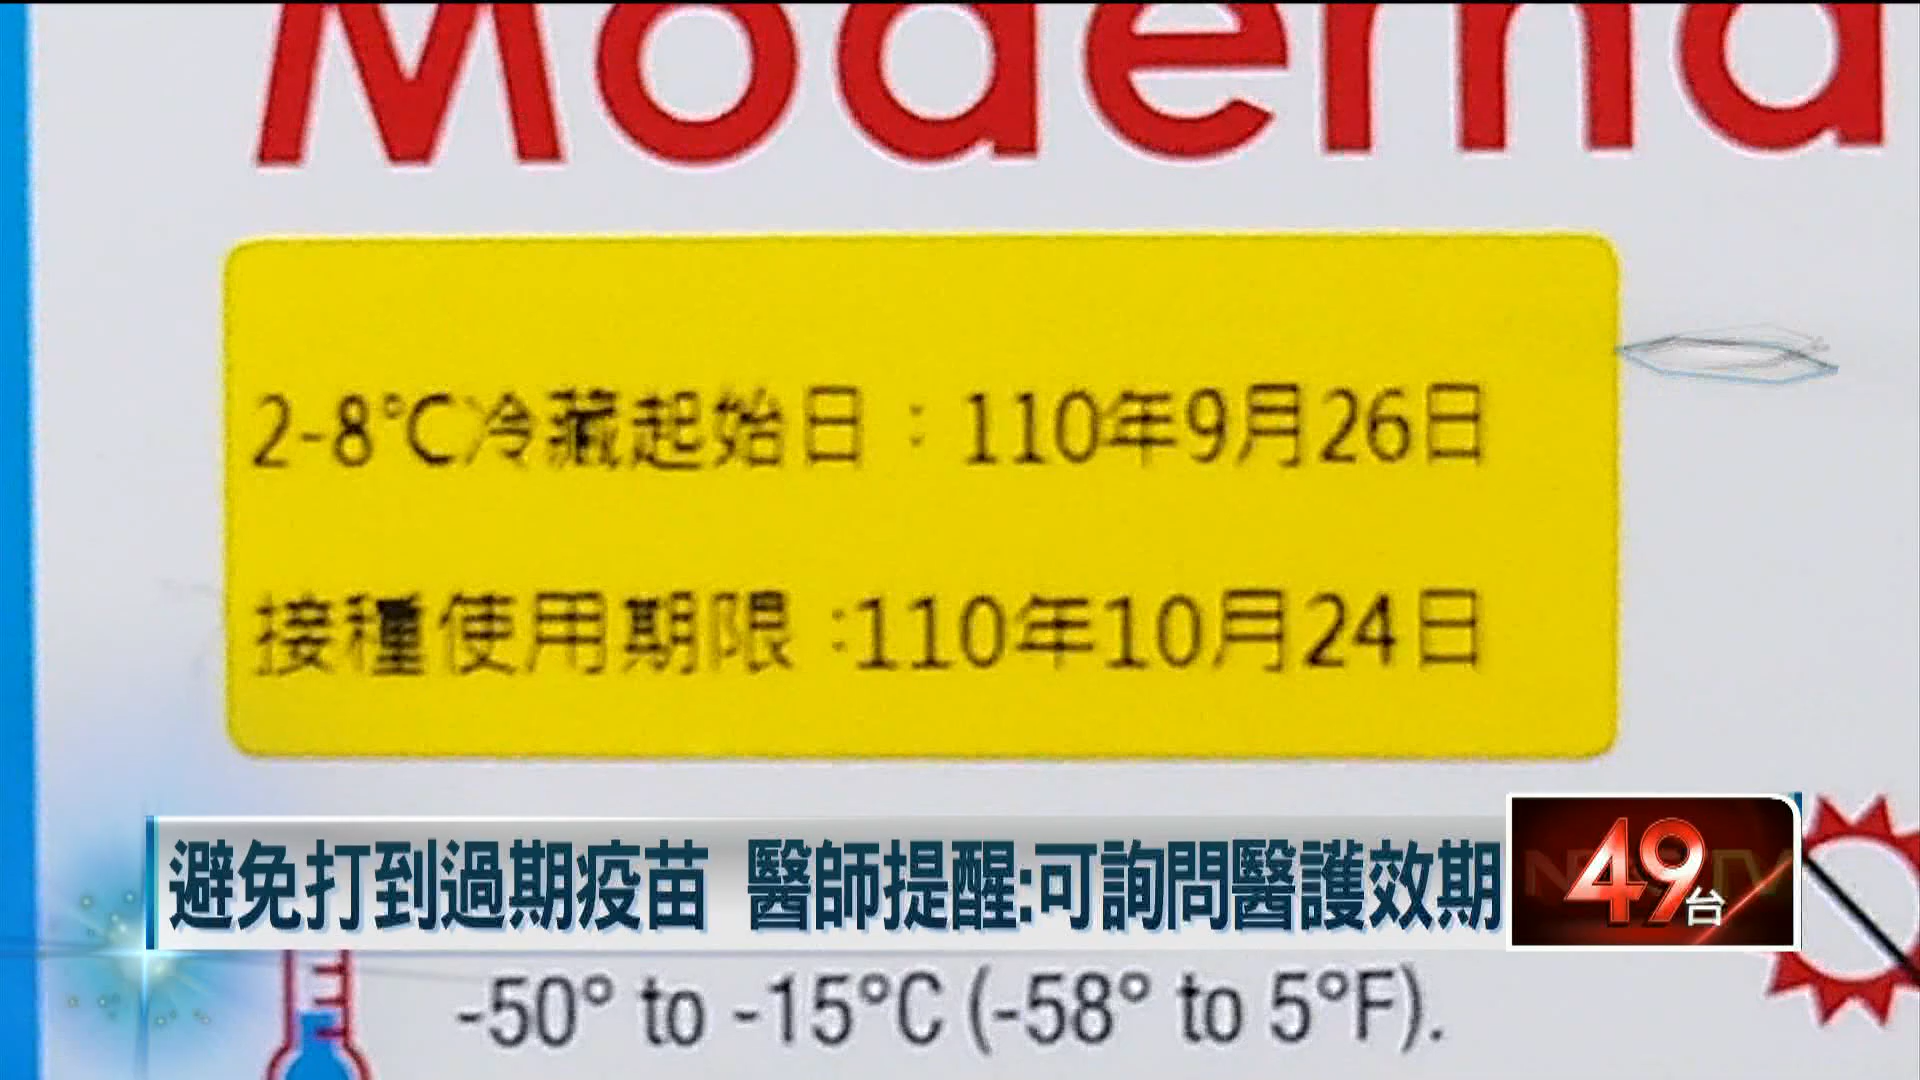 Moderna
2-8°C冷藏起始日：110年9月26日
接種使用期限:110年10月24日
避免打到過期疫苗 醫師提醒:可詢問醫護效期
49台
-50° to -15°C (-58° to 5°F).